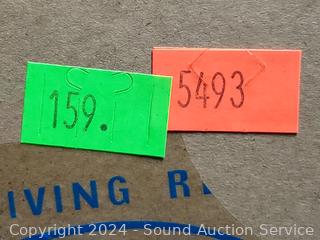 159.
5493
IVING R
Copyright © 2024 - Sound Auction Service